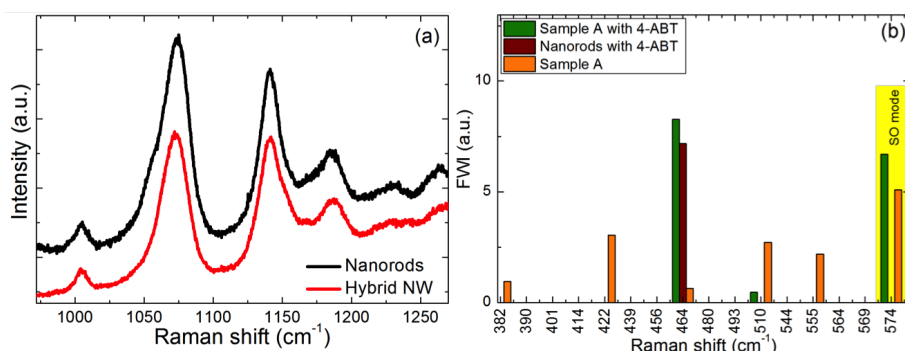 (a)
Intensity (a.u.)
Nanorods
Hybrid NW
1000 1050 1100 1150 1200 1250
Raman shift (cm⁻¹)
(b)
Sample A with 4-ABT
Nanorods with 4-ABT
Sample A
SO mode
FWI (a.u.)
10
5
0
382 390 401 414 422 439 456 464 480 493 510 544 555 564 569 574
Raman shift (cm⁻¹)